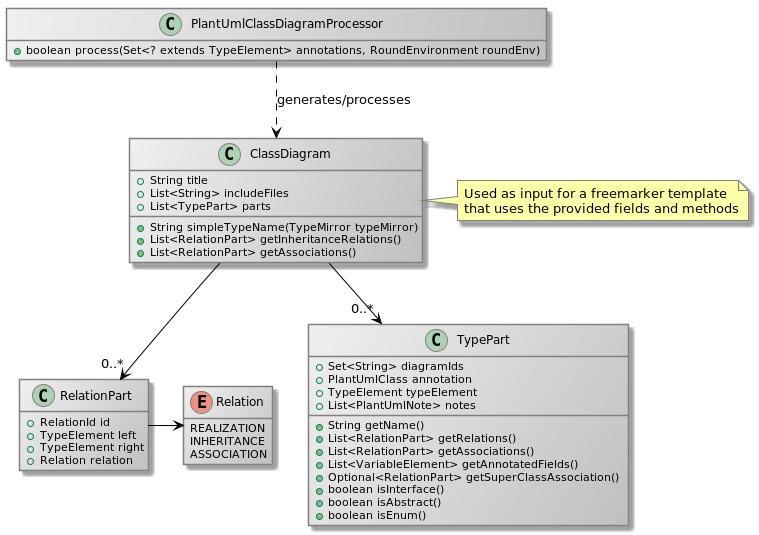 C PlantUmlClassDiagramProcessor
boolean process(Set<? extends TypeElement> annotations, RoundEnvironment roundEnv)
generates/processes
C ClassDiagram
String title
List<String> includeFiles
List<TypePart> parts
String simpleTypeName(TypeMirror typeMirror)
List<RelationPart> getInheritanceRelations()
List<RelationPart> getAssociations()
Used as input for a freemarker template
that uses the provided fields and methods
0..*
0..*
C RelationPart
RelationId id
TypeElement left
TypeElement right
Relation relation
E Relation
REALIZATION
INHERITANCE
ASSOCIATION
C TypePart
Set<String> diagramIds
PlantUmlClass annotation
TypeElement typeElement
List<PlantUmlNote> notes
String getName()
List<RelationPart> getRelations()
List<RelationPart> getAssociations()
List<VariableElement> getAnnotatedFields()
Optional<RelationPart> getSuperClassAssociation()
boolean isInterface()
boolean isAbstract()
boolean isEnum()